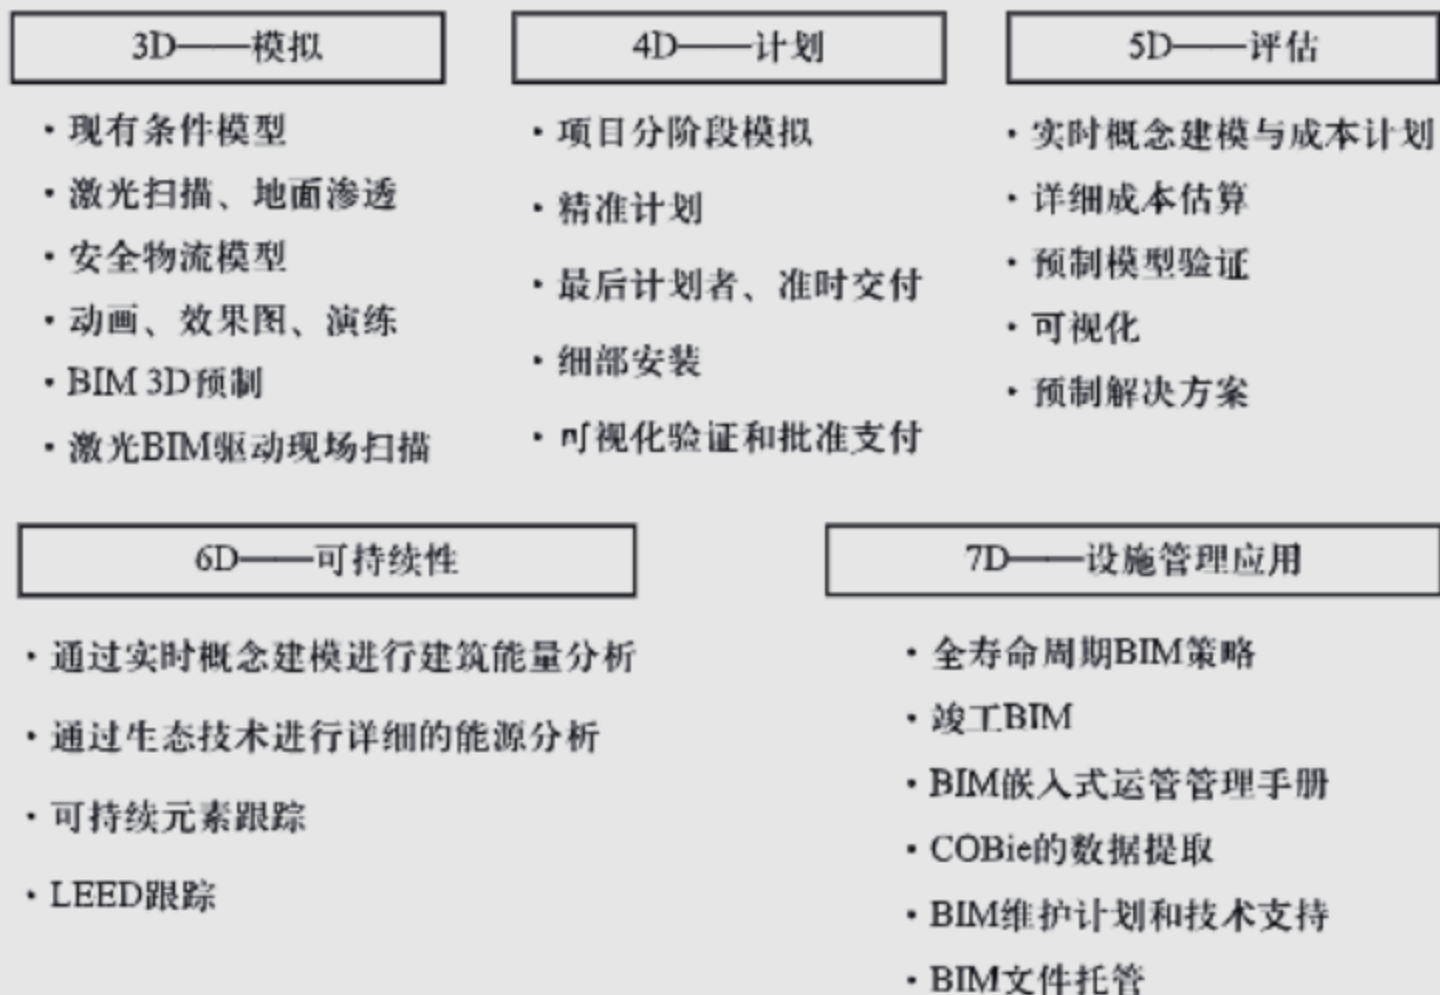 3D——模拟
· 现有条件模型
· 激光扫描、地面渗透
· 安全物流模型
· 动画、效果图、演练
· BIM 3D预制
· 激光BIM驱动现场扫描
4D——计划
· 项目分阶段模拟
· 精准计划
· 最后计划者、准时交付
· 细部安装
· 可视化验证和批准支付
5D——评估
· 实时概念建模与成本计划
· 详细成本估算
· 预制模型验证
· 可视化
· 预制解决方案
6D——可持续性
· 通过实时概念建模进行建筑能量分析
· 通过生态技术进行详细的能源分析
· 可持续元素跟踪
· LEED跟踪
7D——设施管理应用
· 全寿命周期BIM策略
· 竣工BIM
· BIM嵌入式运管管理手册
· COBie的数据提取
· BIM维护计划和技术支持
· BIM文件托管